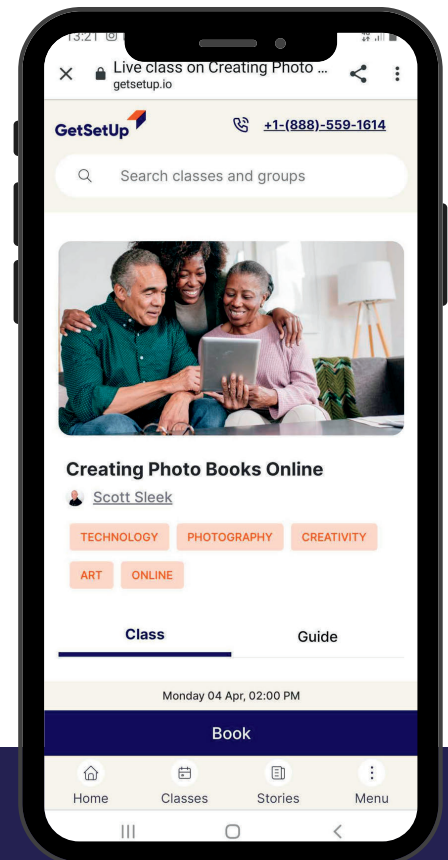 13:21
Live class on Creating Photo ...
getsetup.io
GetSetUp
+1-(888)-559-1614
Search classes and groups
Creating Photo Books Online
Scott Sleek
TECHNOLOGY PHOTOGRAPHY CREATIVITY
ART ONLINE
Class Guide
Monday 04 Apr, 02:00 PM
Book
Home Classes Stories Menu